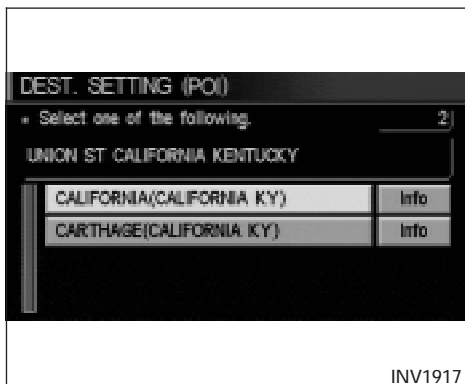 DEST. SETTING (POI)
Select one of the following. 2
UNION ST CALIFORNIA KENTUCKY
CALIFORNIA(CALIFORNIA KY) Info
CARTHAGE(CALIFORNIA KY) Info
INV1917